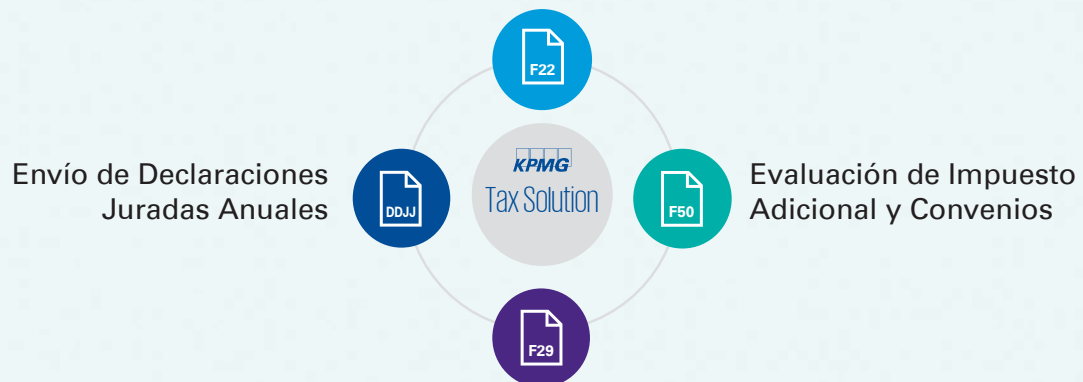 F22
Envío de Declaraciones
Juradas Anuales
DDJJ
KPMG
Tax Solution
F50
Evaluación de Impuesto
Adicional y Convenios
F29